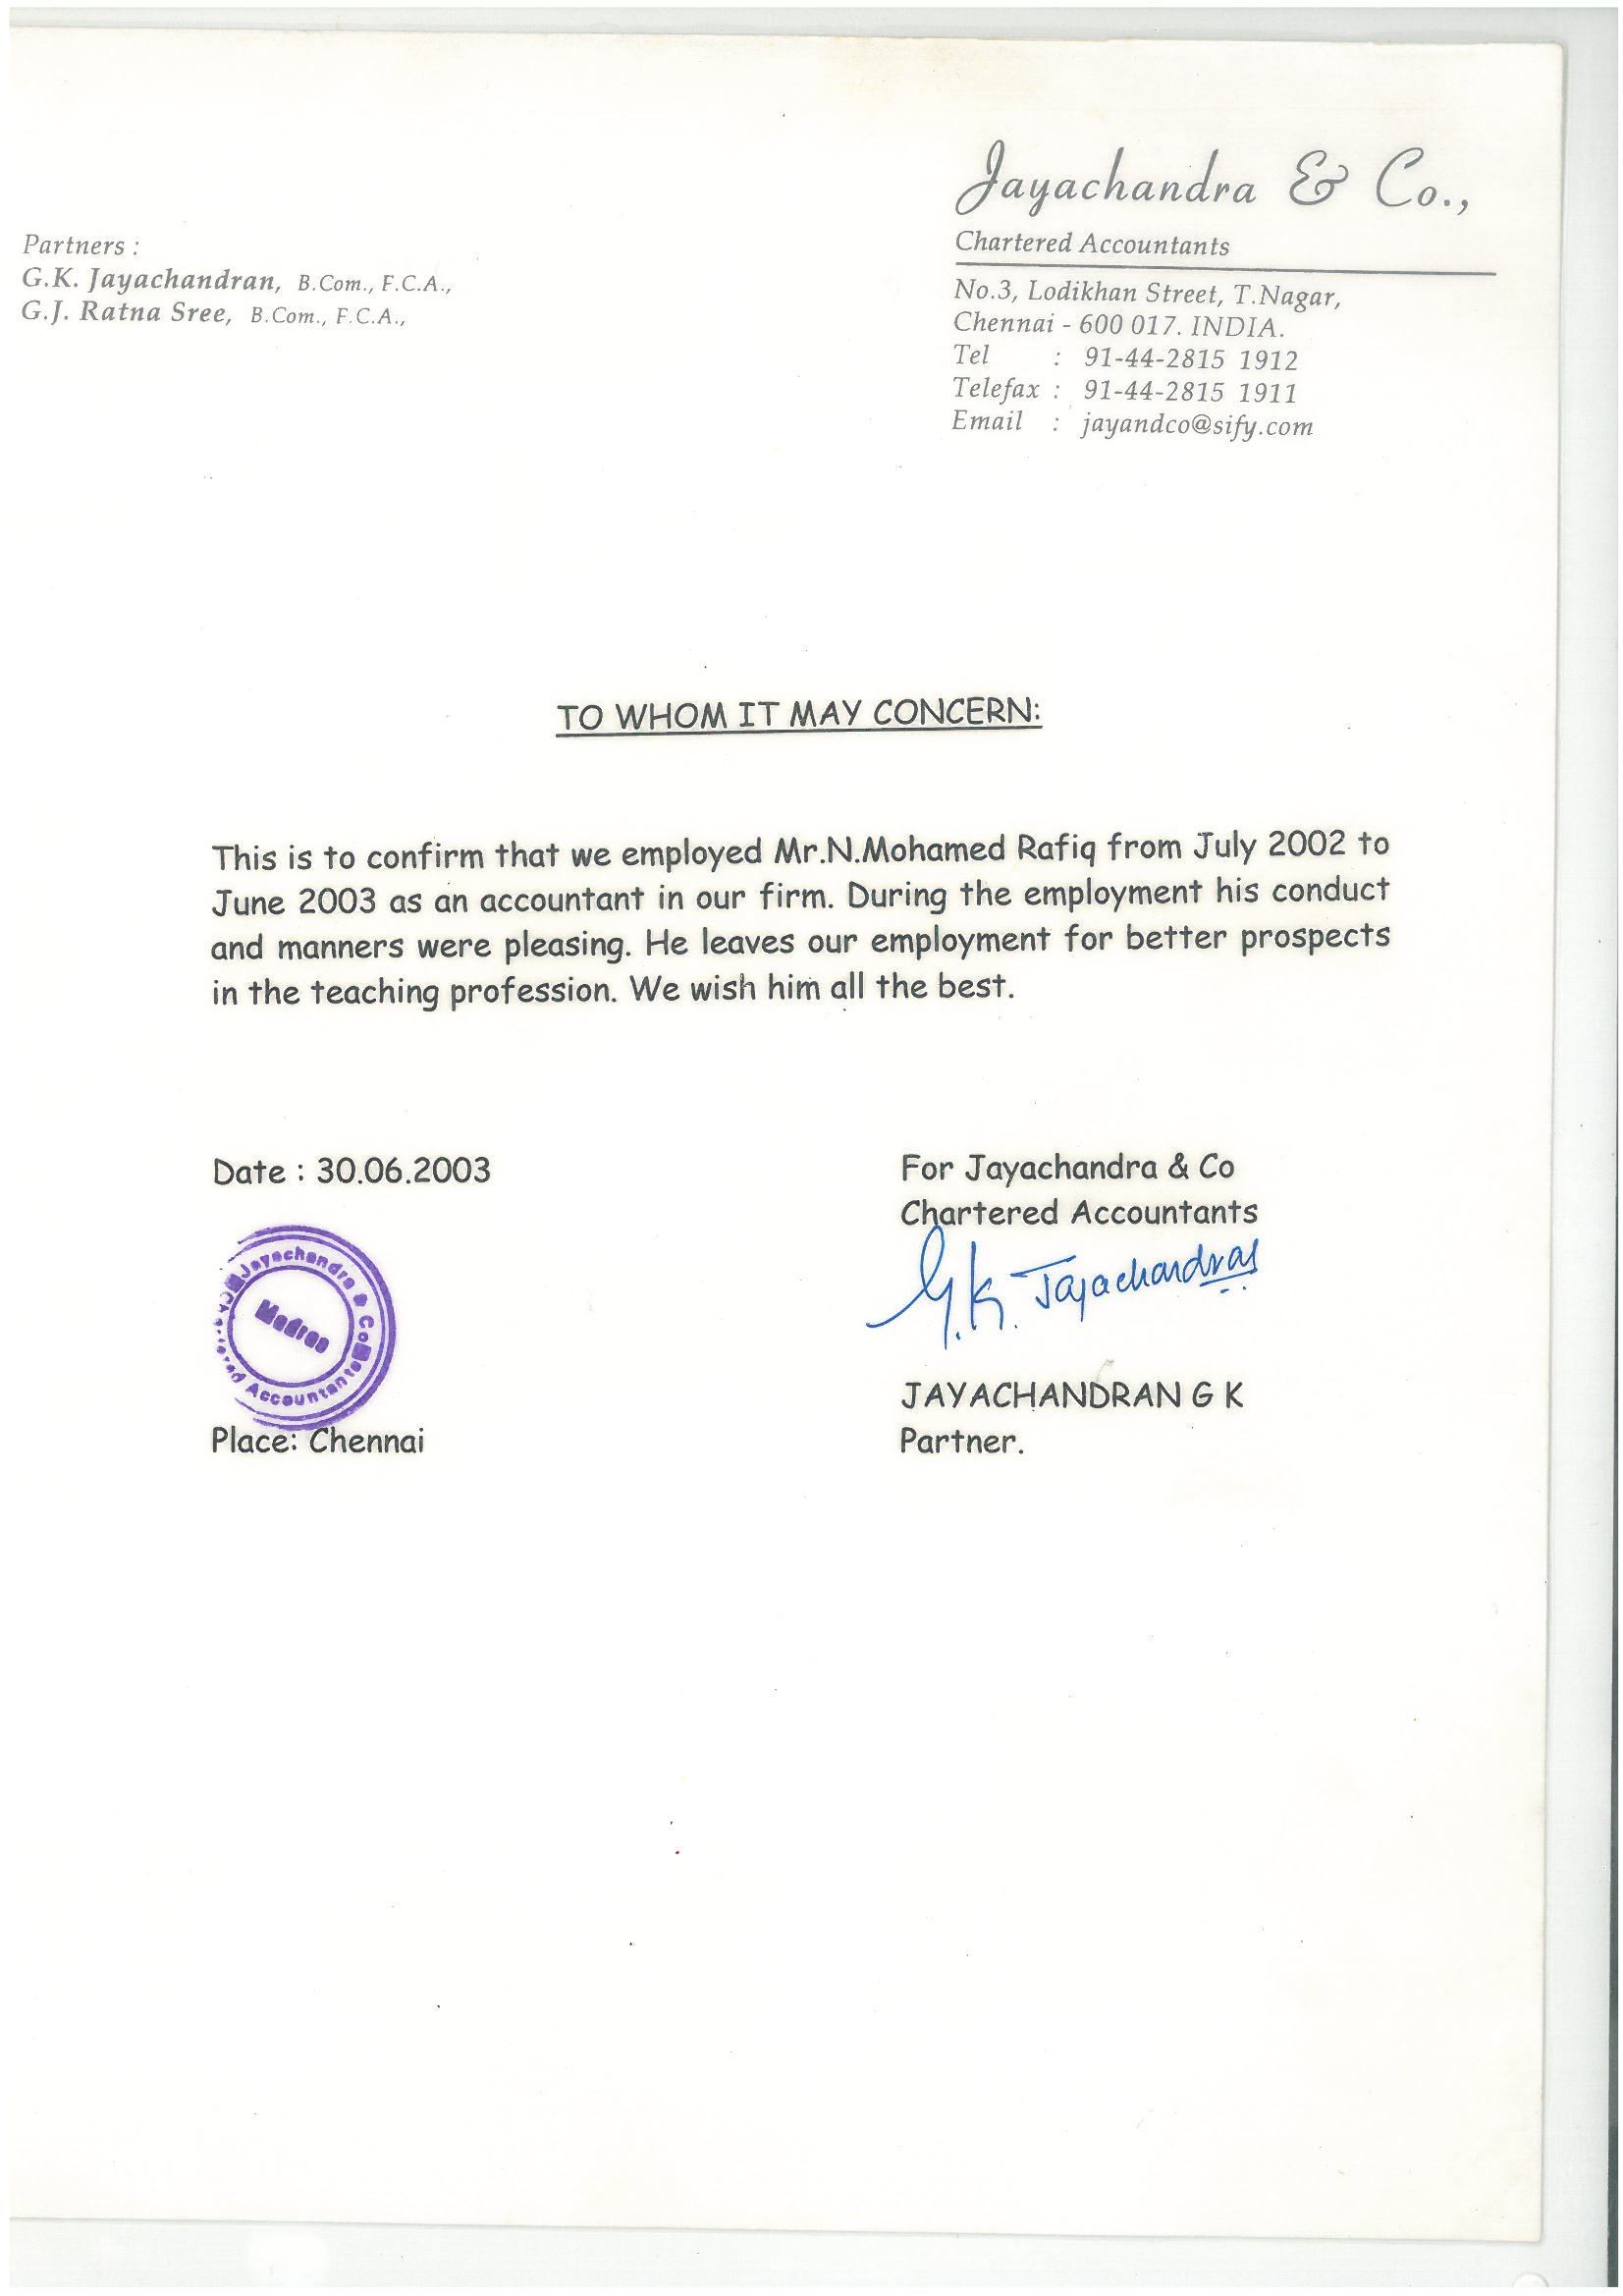 Jayachandra & Co.,
Chartered Accountants
No.3, Lodikhan Street, T.Nagar,
Chennai - 600 017. INDIA.
Tel : 91-44-2815 1912
Telefax : 91-44-2815 1911
Email : jayandco@sify.com
Partners :
G.K. Jayachandran, B.Com., F.C.A.,
G.J. Ratna Sree, B.Com., F.C.A.,
TO WHOM IT MAY CONCERN:
This is to confirm that we employed Mr.N.Mohamed Rafiq from July 2002 to
June 2003 as an accountant in our firm. During the employment his conduct
and manners were pleasing. He leaves our employment for better prospects
in the teaching profession. We wish him all the best.
Date : 30.06.2003
Jayachandra & Co
Chartered Accountants
Madras
Place: Chennai
For Jayachandra & Co
Chartered Accountants
G.K. Jayachandran
JAYACHANDRAN G K
Partner.